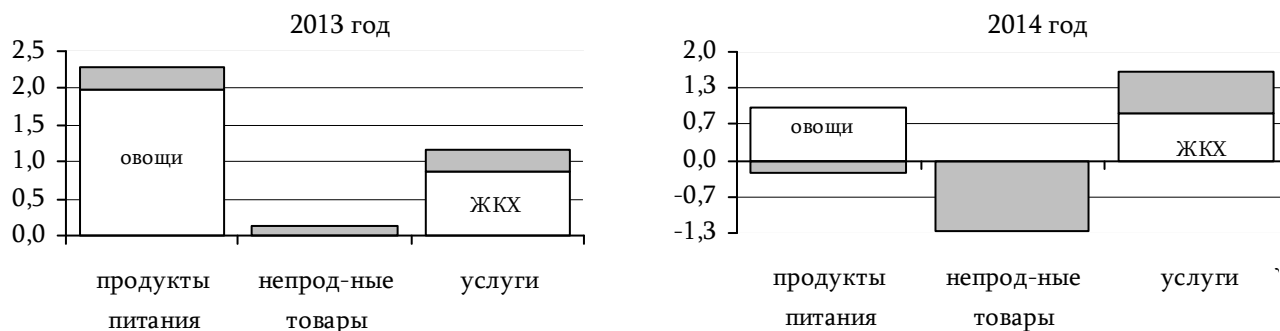 2013 год
2,5
2,0
1,5
1,0
0,5
0,0
овощи
ЖКХ
продукты
питания
непрод-ные
товары
услуги
2014 год
2,0
1,3
0,7
0,0
-0,7
-1,3
овощи
ЖКХ
продукты
питания
непрод-ные
товары
услуги